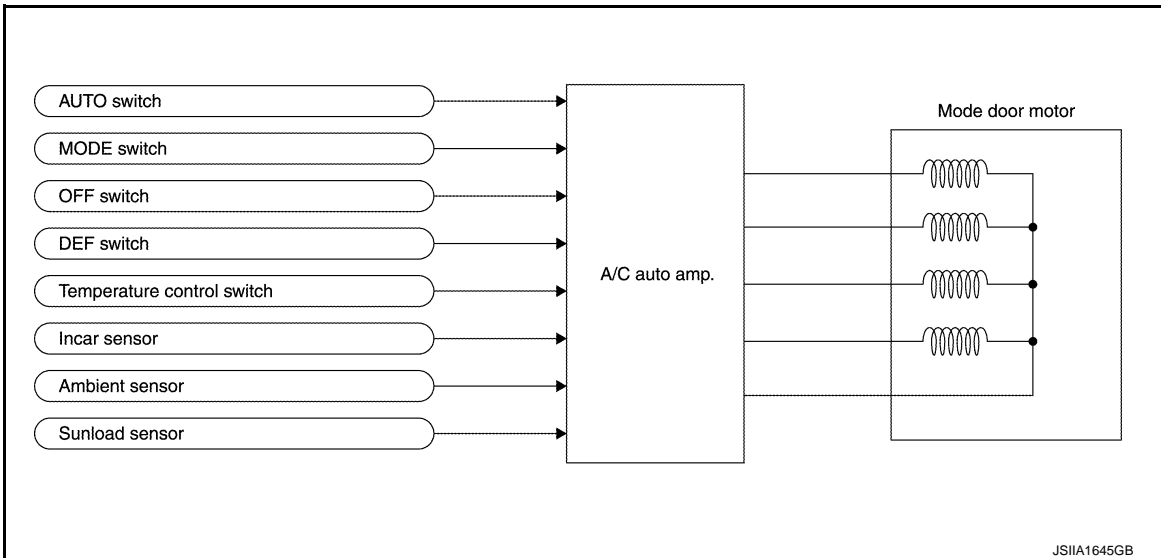 AUTO switch
MODE switch
OFF switch
DEF switch
Temperature control switch
Incar sensor
Ambient sensor
Sunload sensor
A/C auto amp.
Mode door motor
JSIIA1645GB